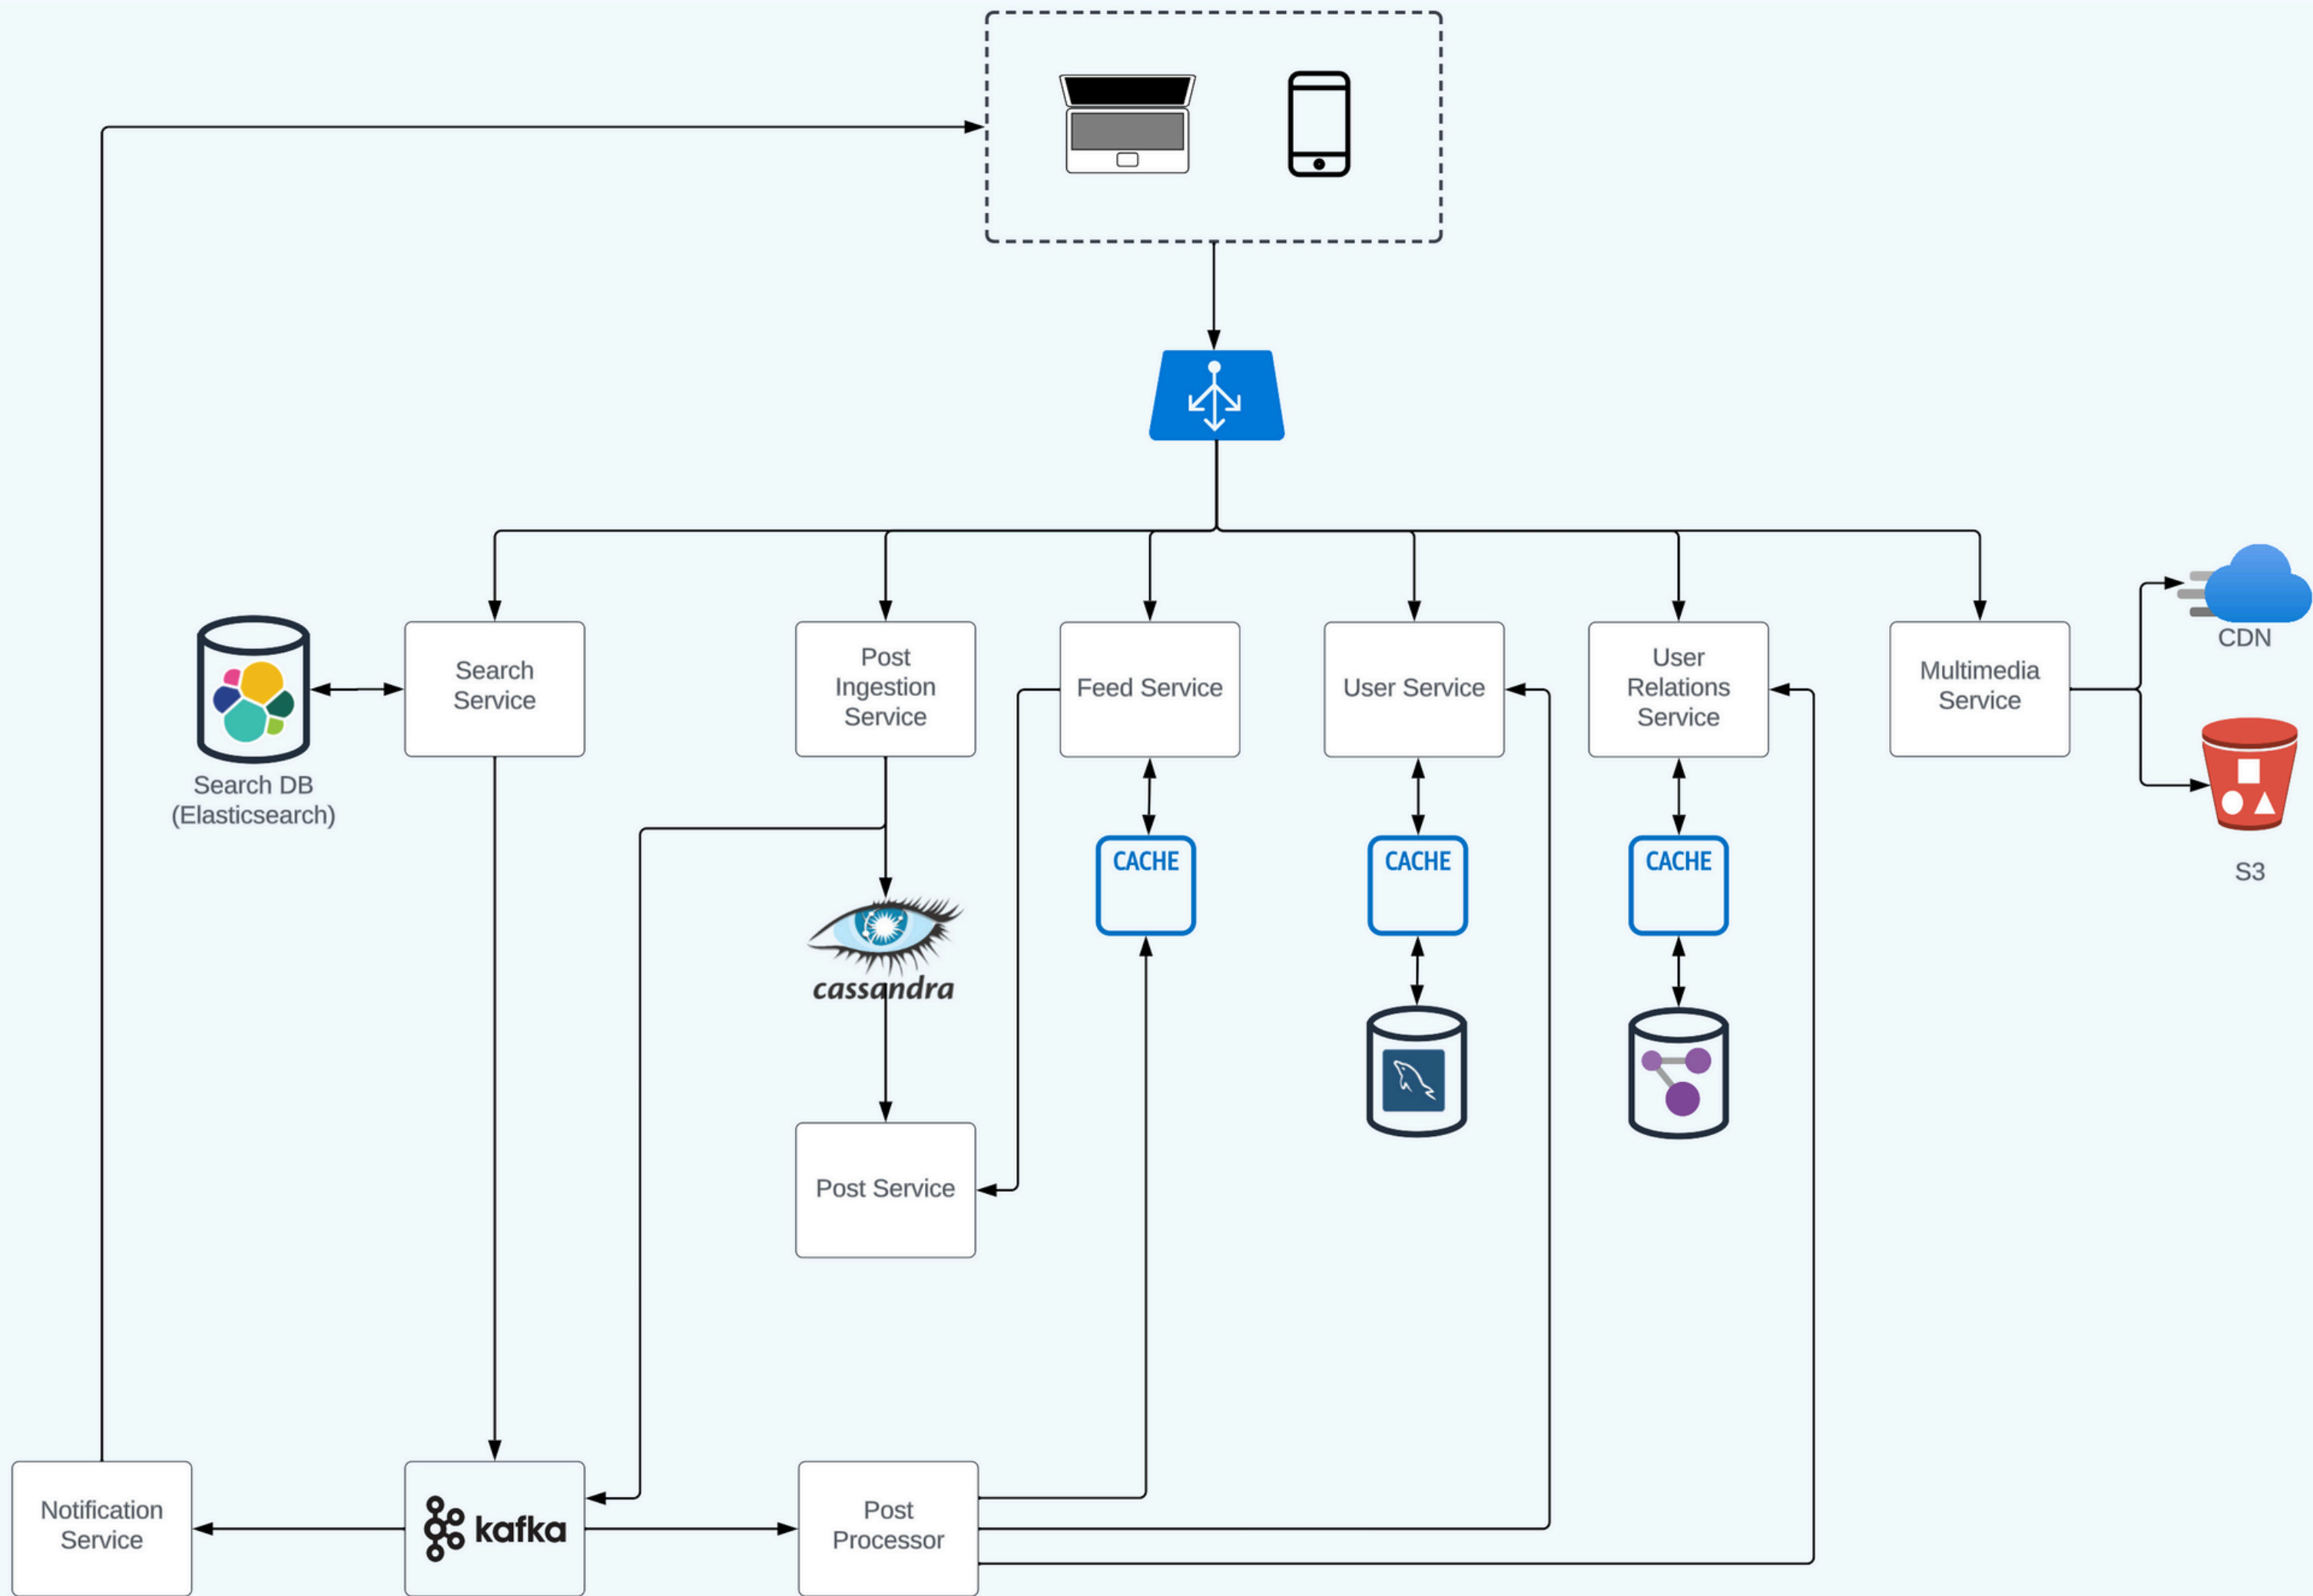 Search
Service
Post
Ingestion
Service
Feed Service
User Service
User
Relations
Service
Multimedia
Service
CDN
S3
Search DB
(Elasticsearch)
CACHE
CACHE
CACHE
cassandra
Post Service
Notification
Service
kafka
Post
Processor